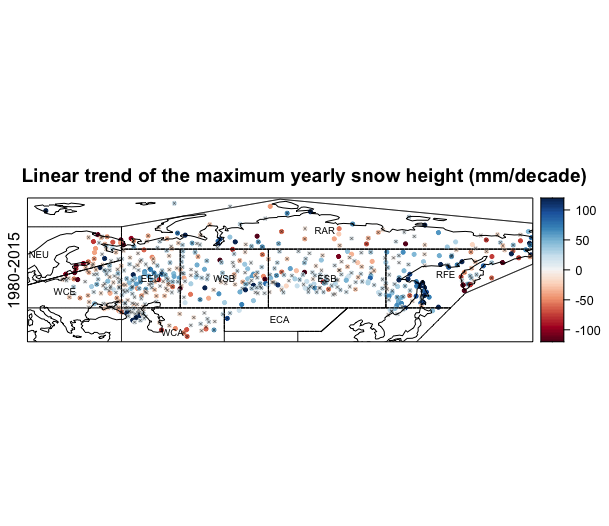 Linear trend of the maximum yearly snow height (mm/decade)
1980-2015
RAR
NEU
WCE
EEU
WSB
ESB
RFE
ECA
WCA
100
50
0
-50
-100